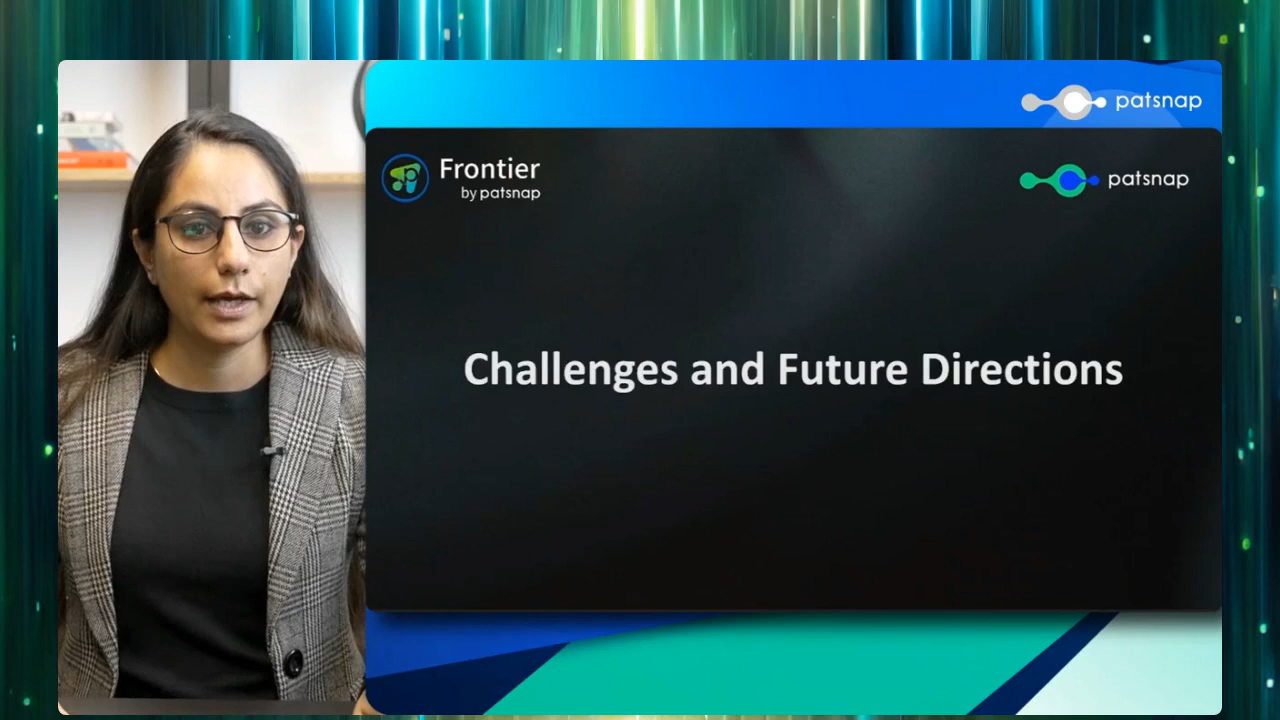 patsnap
Frontier
by patsnap
patsnap
Challenges and Future Directions